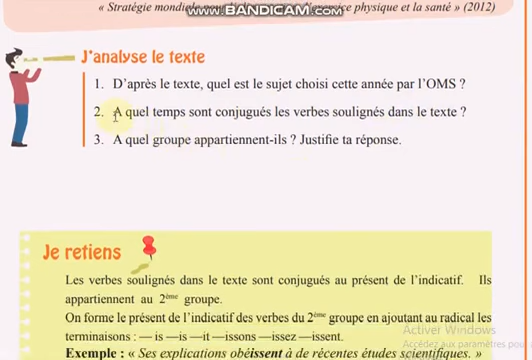 « Stratégie mondi physique et la santé » (2012)
www.BANDICAM.com
J'analyse le texte
1. D'après le texte, quel est le sujet choisi cette année par l'OMS ?
2. A quel temps sont conjugués les verbes soulignés dans le texte ?
3. A quel groupe appartiennent-ils ? Justifie ta réponse.
Je retiens
Les verbes soulignés dans le texte sont conjugués au présent de l'indicatif. Ils
appartiennent au 2ème groupe.
On forme le présent de l'indicatif des verbes du 2ème groupe en ajoutant au radical les
terminaisons : — is —is —it —issons —issez —issent.
Activer Windows
Accédez aux paramètres pour
Exemple : « Ses explications obéissent à de récentes études scientifiques. »